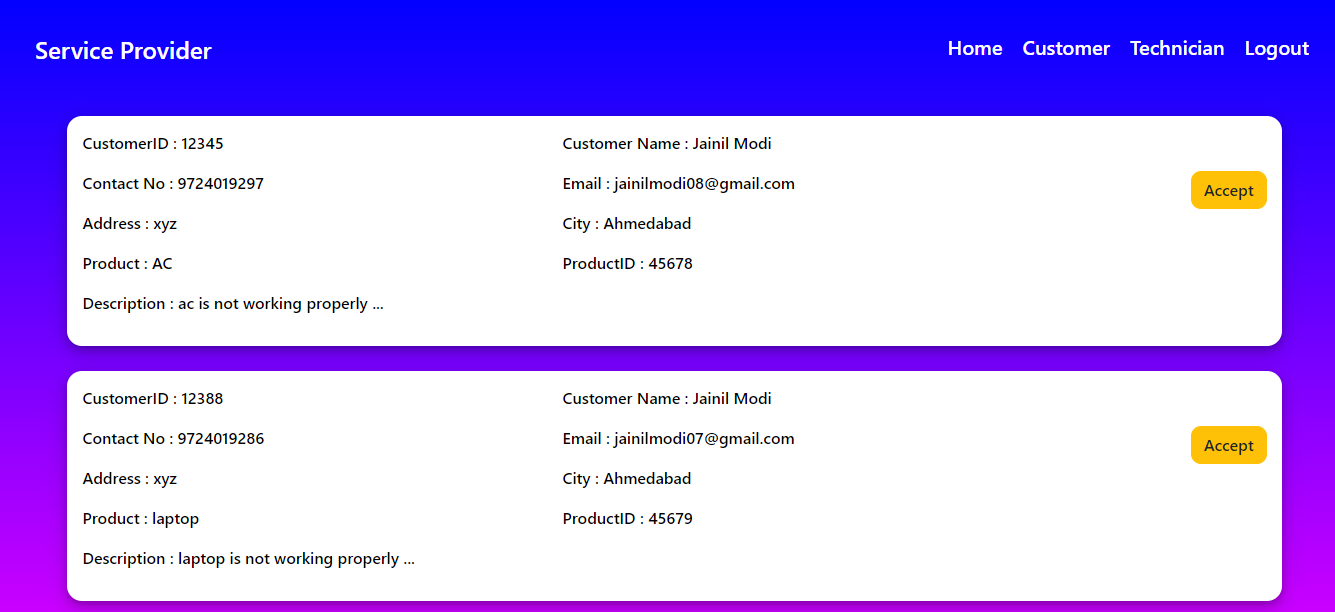 Service Provider
Home Customer Technician Logout
CustomerID : 12345 Customer Name : Jainil Modi
Contact No : 9724019297 Email : jainilmodi08@gmail.com
Accept
Address : xyz City : Ahmedabad
Product : AC ProductID : 45678
Description : ac is not working properly ...
CustomerID : 12388 Customer Name : Jainil Modi
Contact No : 9724019286 Email : jainilmodi07@gmail.com
Accept
Address : xyz City : Ahmedabad
Product : laptop ProductID : 45679
Description : laptop is not working properly ...